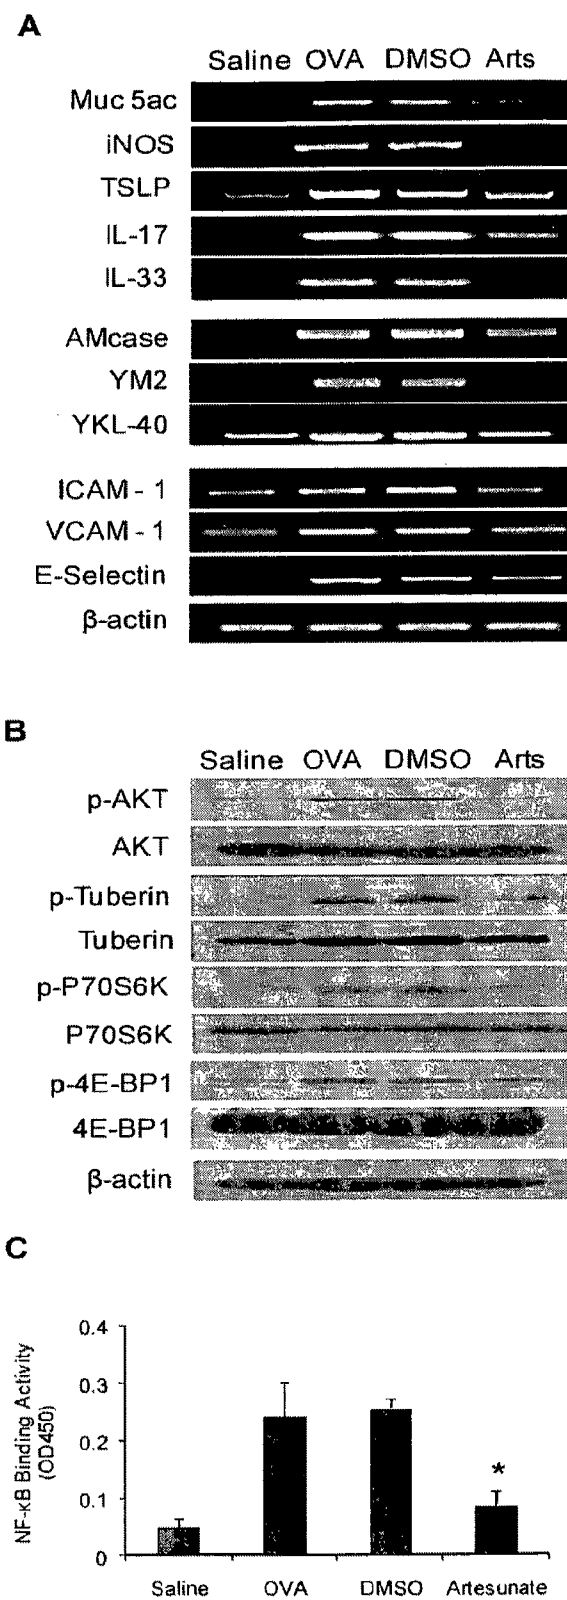 A
Saline OVA DMSO Arts
Muc 5ac
iNOS
TSLP
IL-17
IL-33
AMcase
YM2
YKL-40
ICAM - 1
VCAM - 1
E-Selectin
β-actin
B
Saline OVA DMSO Arts
p-AKT
AKT
p-Tuberin
Tuberin
p-P70S6K
P70S6K
p-4E-BP1
4E-BP1
β-actin
C
NF-κB Binding Activity
(OD450)
0.4
0.3
0.2
0.1
0
*
Saline OVA DMSO Artesunate